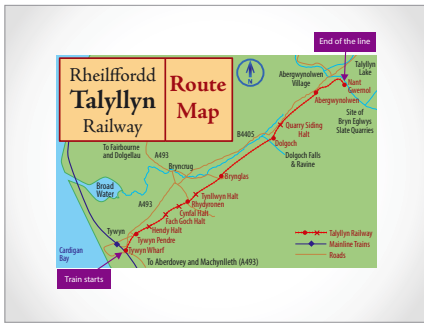 End of the line
Rheilffordd
Talyllyn
Railway
Route
Map
N
Abergwynolwen
Village
Talyllyn
Lake
Nant
Gwernol
Abergwynolwen
Site of
Bryn Eglwys
Slate Quarries
Quarry Siding
Halt
B4405
Dolgoch
Dolgoch Falls
& Ravine
To Fairbourne
and Dolgellau
A493
Bryncrug
Brynglas
Broad
Water
Tynllwyn Halt
Rhydyronen
A493
Cynfal Halt
Fach Goch Halt
Tywyn
Hendy Halt
Tywyn Pendre
Tywyn Wharf
Cardigan
Bay
To Aberdovey and Machynlleth (A493)
Talyllyn Railway
Mainline Trains
Roads
Train starts